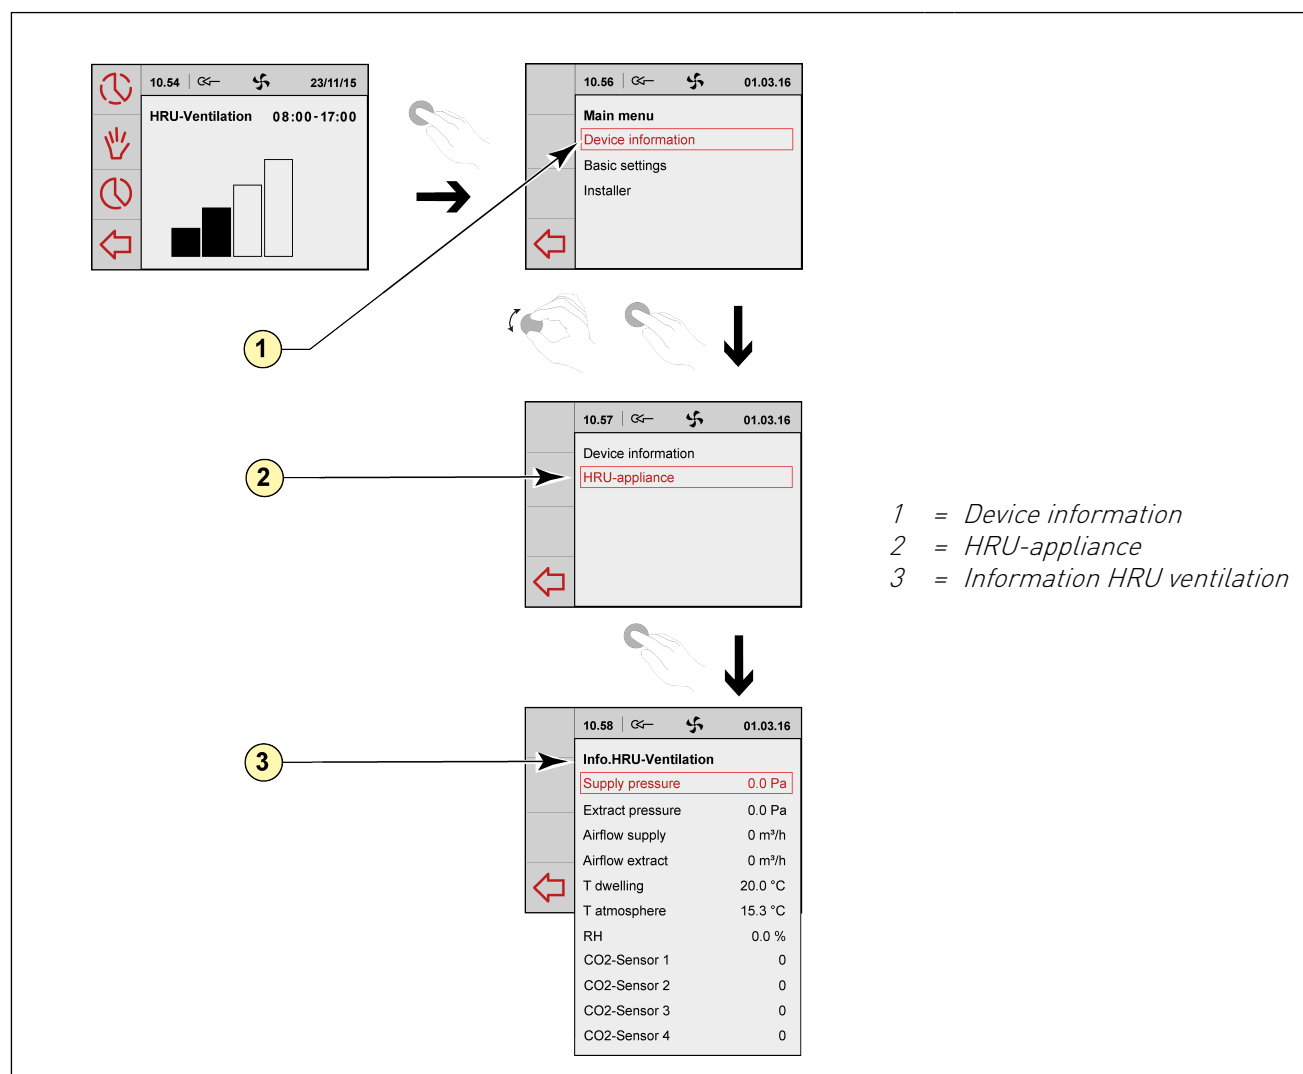 10.54 23/11/15
HRU-Ventilation 08:00-17:00
10.56 01.03.16
Main menu
Device information
Basic settings
Installer
1
10.57 01.03.16
Device information
HRU-appliance
2
1 = Device information
2 = HRU-appliance
3 = Information HRU ventilation
10.58 01.03.16
3
Info.HRU-Ventilation
Supply pressure 0.0 Pa
Extract pressure 0.0 Pa
Airflow supply 0 m³/h
Airflow extract 0 m³/h
T dwelling 20.0 °C
T atmosphere 15.3 °C
RH 0.0 %
CO2-Sensor 1 0
CO2-Sensor 2 0
CO2-Sensor 3 0
CO2-Sensor 4 0